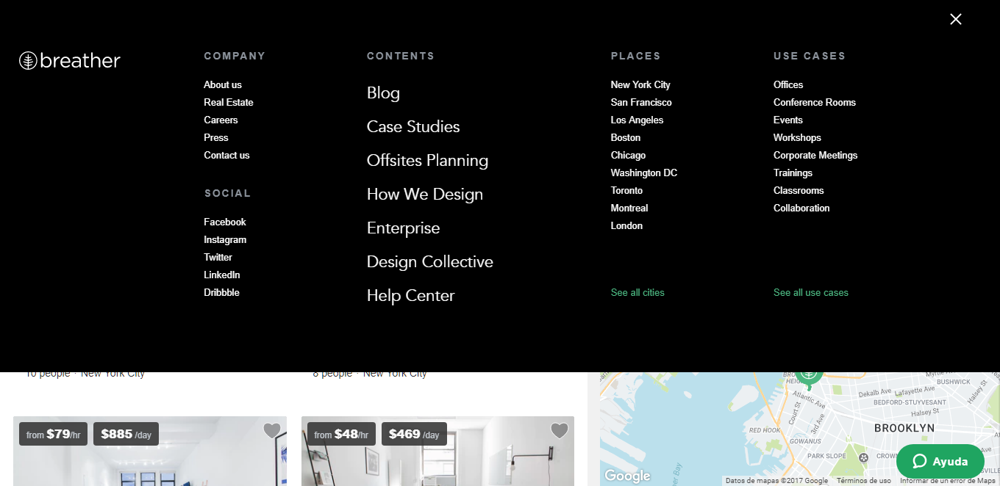 breather
COMPANY
About us
Real Estate
Careers
Press
Contact us
SOCIAL
Facebook
Instagram
Twitter
LinkedIn
Dribbble
CONTENTS
Blog
Case Studies
Offsites Planning
How We Design
Enterprise
Design Collective
Help Center
PLACES
New York City
San Francisco
Los Angeles
Boston
Chicago
Washington DC
Toronto
Montreal
London
See all cities
USE CASES
Offices
Conference Rooms
Events
Workshops
Corporate Meetings
Trainings
Classrooms
Collaboration
See all use cases
10 people · New York City
8 people · New York City
from $79/hr
$885 /day
from $48/hr
$469 /day
BUSHWICK
Dekalb Ave
Lafayette Ave
Halsey St
Atlantic Ave
BEDFORD-STUYVESANT
Halsey St
Court St
3rd Ave
RED HOOK
BROOKLYN
GOWANUS
PARK SLOPE
Google
Ayuda
Datos de mapas ©2017 Google
Términos de uso
Informar de un error de Maps